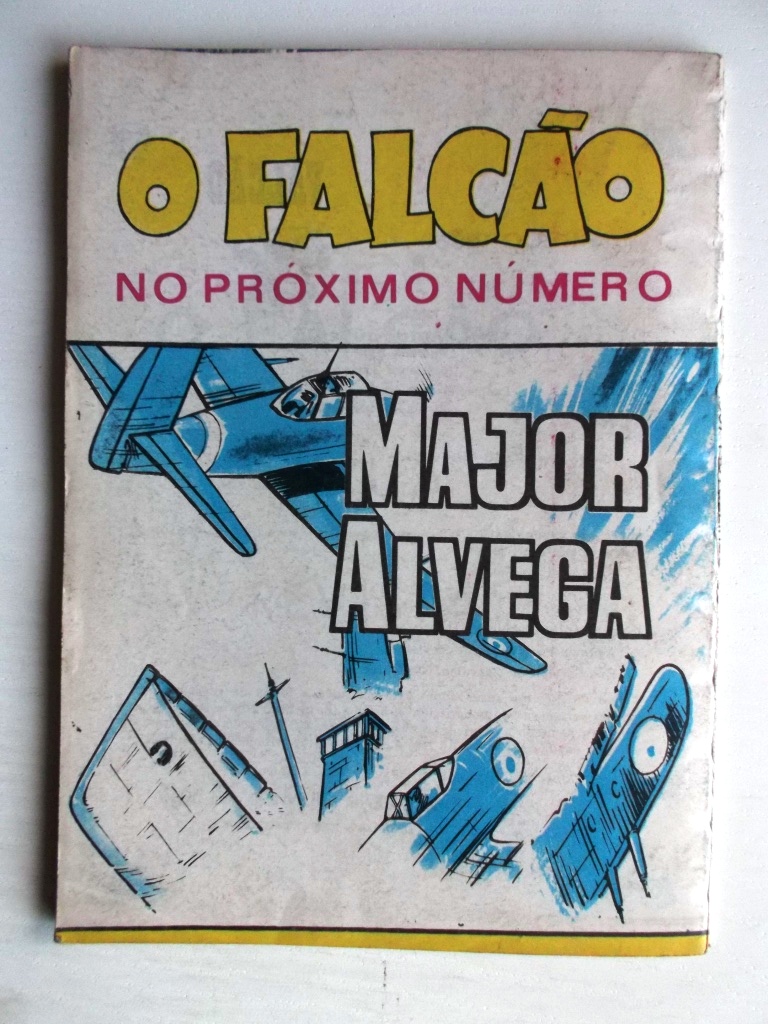 O FALCÃO
NO PRÓXIMO NÚMERO
MAJOR
ALVEGA